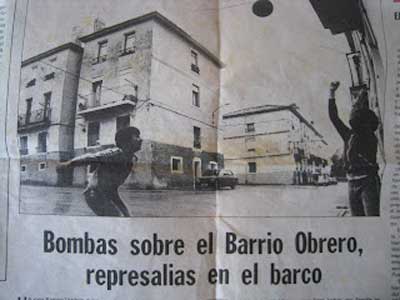 Bombas sobre el Barrio Obrero,
represalias en el barco